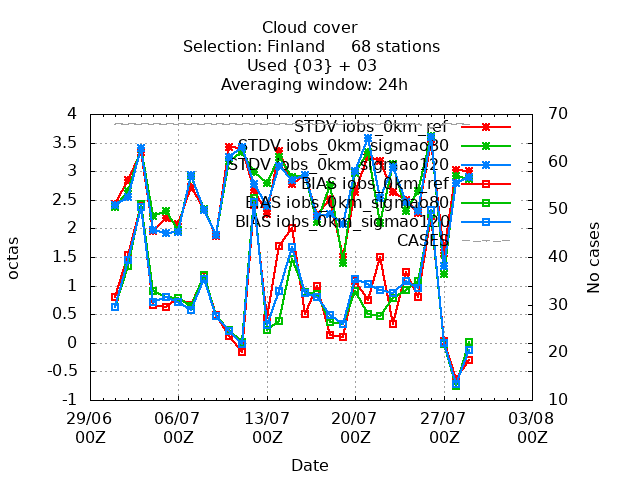 Cloud cover
Selection: Finland 68 stations
Used {03} + 03
Averaging window: 24h
4
3.5
3
2.5
2
1.5
1
0.5
0
-0.5
-1
octas
70
60
50
40
30
20
10
No cases
STDV iobs_0km_ref
STDV iobs_0km_sigmao80
STDV iobs_0km_sigmao120
BIAS iobs_0km_ref
BIAS iobs_0km_sigmao80
BIAS iobs_0km_sigmao120
CASES
29/06 06/07 13/07 20/07 27/07 03/08
00Z 00Z 00Z 00Z 00Z 00Z
Date